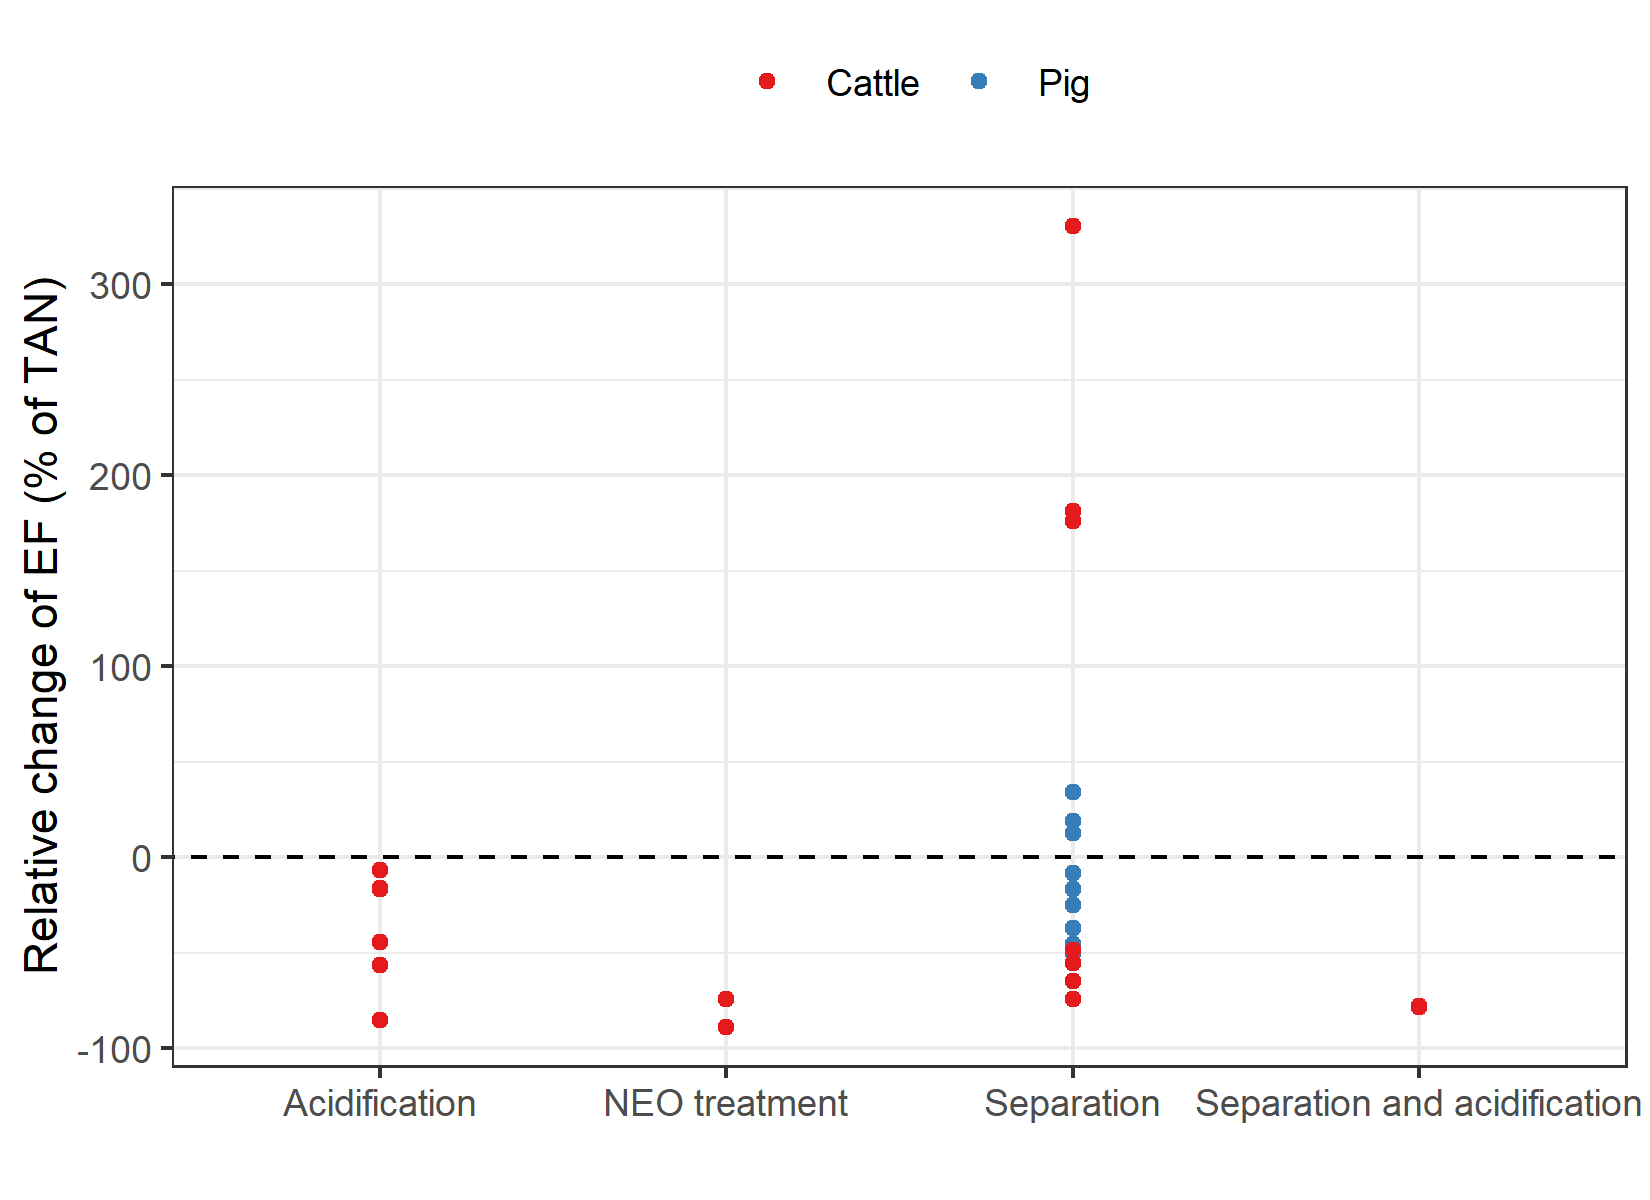 Cattle Pig
Relative change of EF (% of TAN)
300
200
100
0
-100
Acidification NEO treatment Separation Separation and acidification